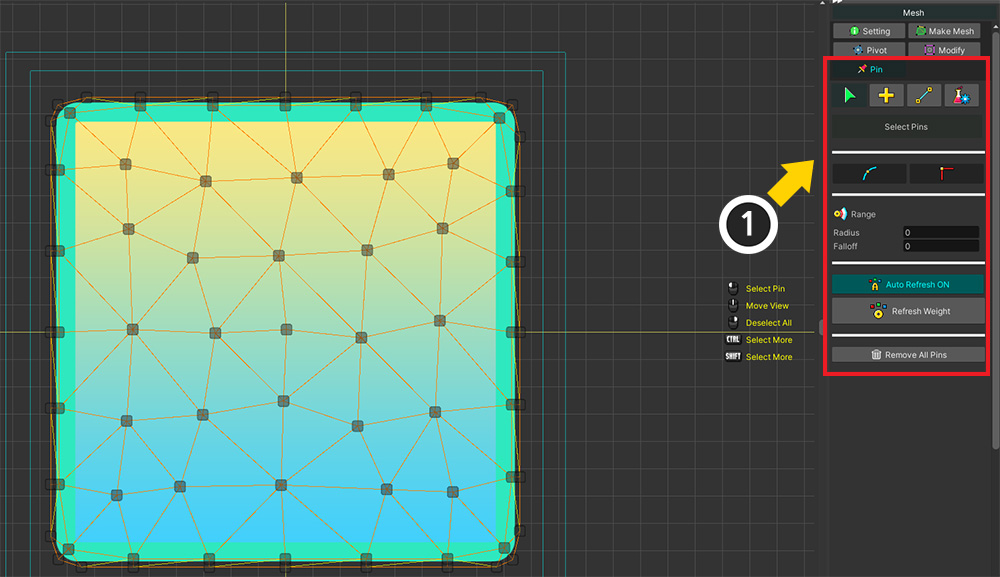 Mesh
Setting
Make Mesh
Pivot
Modify
Pin
Select Pins
1
Range
Radius 0
Falloff 0
Select Pin
Move View
Deselect All
CTRL Select More
SHIFT Select More
A Auto Refresh ON
Refresh Weight
Remove All Pins